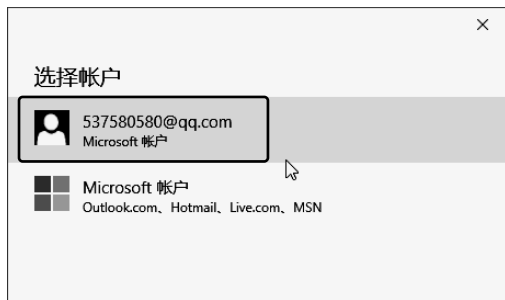 选择帐户
537580580@qq.com
Microsoft 帐户
Microsoft 帐户
Outlook.com、Hotmail、Live.com、MSN